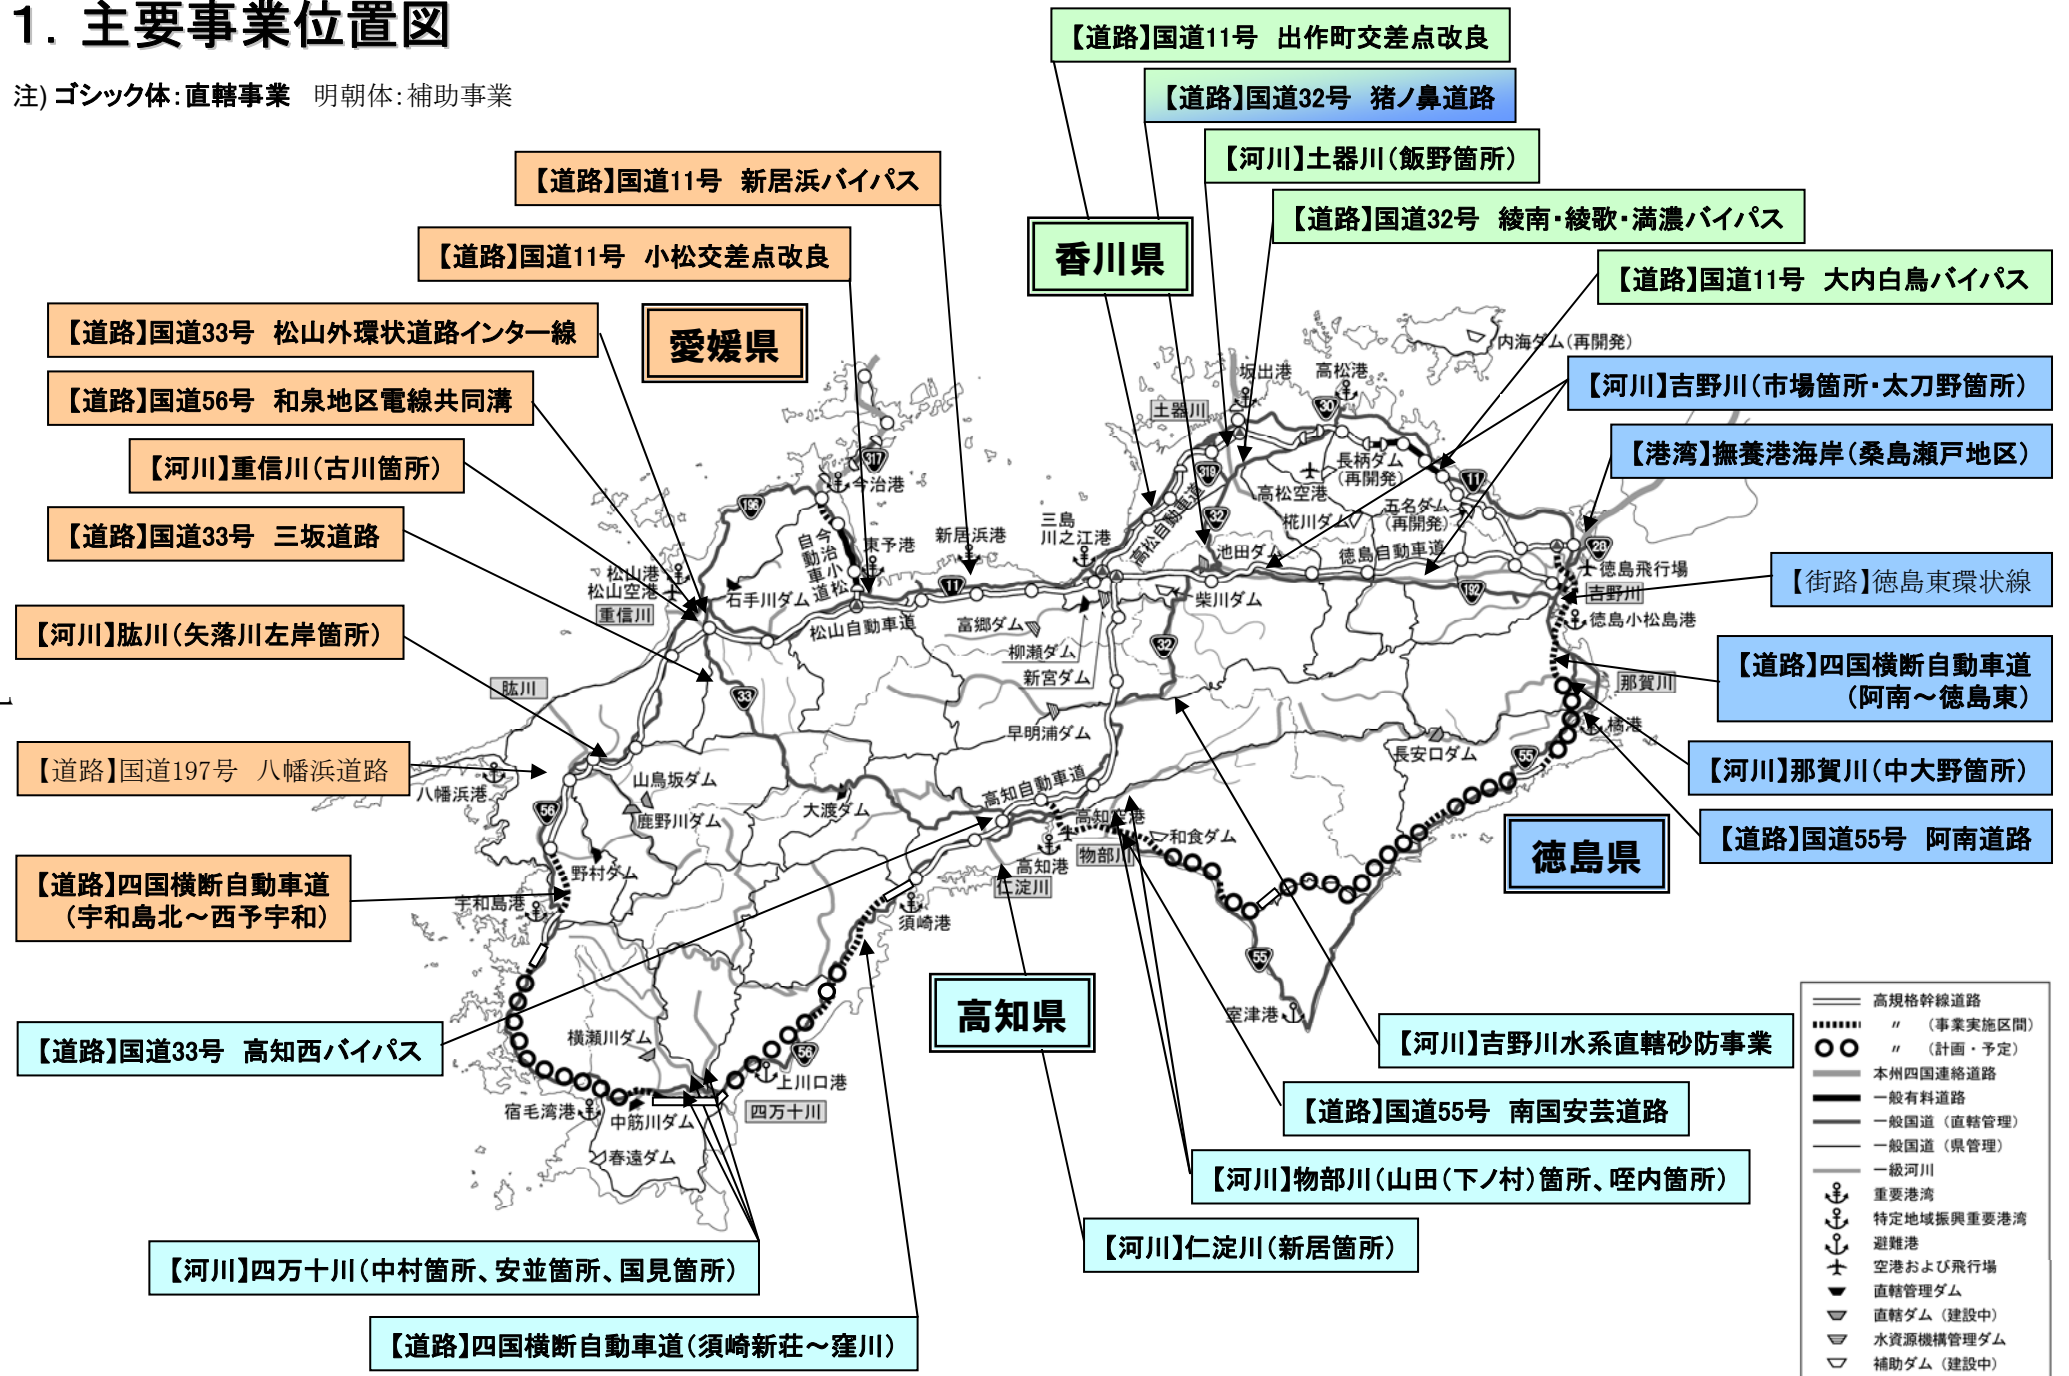 1．主要事業位置図
注）ゴシック体：直轄事業　明朝体：補助事業
【道路】国道11号　出作町交差点改良
【道路】国道32号　猪ノ鼻道路
【河川】土器川（飯野箇所）
【道路】国道32号　綾南・綾歌・満濃バイパス
【道路】国道11号　大内白鳥バイパス
香川県
【道路】国道11号　新居浜バイパス
【道路】国道11号　小松交差点改良
【道路】国道33号　松山外環状道路インター線
【道路】国道56号　和泉地区電線共同溝
【河川】重信川（古川箇所）
【道路】国道33号　三坂道路
【河川】肱川（矢落川左岸箇所）
【道路】国道197号　八幡浜道路
【道路】四国横断自動車道
（宇和島北～西予宇和）
愛媛県
【河川】吉野川（市場箇所・太刀野箇所）
【港湾】撫養港海岸（桑島瀬戸地区）
【街路】徳島東環状線
【道路】四国横断自動車道
（阿南～徳島東）
【河川】那賀川（中大野箇所）
【道路】国道55号　阿南道路
徳島県
【道路】国道33号　高知西バイパス
【河川】四万十川（中村箇所、安並箇所、国見箇所）
【道路】四国横断自動車道（須崎新荘～窪川）
高知県
【河川】吉野川水系直轄砂防事業
【道路】国道55号　南国安芸道路
【河川】物部川（山田（下ノ村）箇所、咥内箇所）
【河川】仁淀川（新居箇所）
内海ダム（再開発）
坂出港
高松港
土器川
30
317
今治港
319
長柄ダム
（再開発）
11
高松空港
196
五名ダム
（再開発）
椛川ダム
高松自動車道
32
三島
川之江港
新居浜港
東予港
今治小松
自動車道
池田ダム
徳島自動車道
28
徳島飛行場
松山港
松山空港
重信川
石手川ダム
11
柴川ダム
192
吉野川
徳島小松島港
松山自動車道
富郷ダム
柳瀬ダム
新宮ダム
32
肱川
33
那賀川
橘港
早明浦ダム
長安口ダム
55
八幡浜港
山鳥坂ダム
鹿野川ダム
大渡ダム
高知自動車道
高知空港
和食ダム
56
野村ダム
高知港
物部川
仁淀川
宇和島港
須崎港
55
室津港
横瀬川ダム
56
上川口港
宿毛湾港
中筋川ダム
四万十川
春遠ダム
高規格幹線道路
〃　（事業実施区間）
〃　（計画・予定）
本州四国連絡道路
一般有料道路
一般国道（直轄管理）
一般国道（県管理）
一級河川
重要港湾
特定地域振興重要港湾
避難港
空港および飛行場
直轄管理ダム
直轄ダム（建設中）
水資源機構管理ダム
補助ダム（建設中）